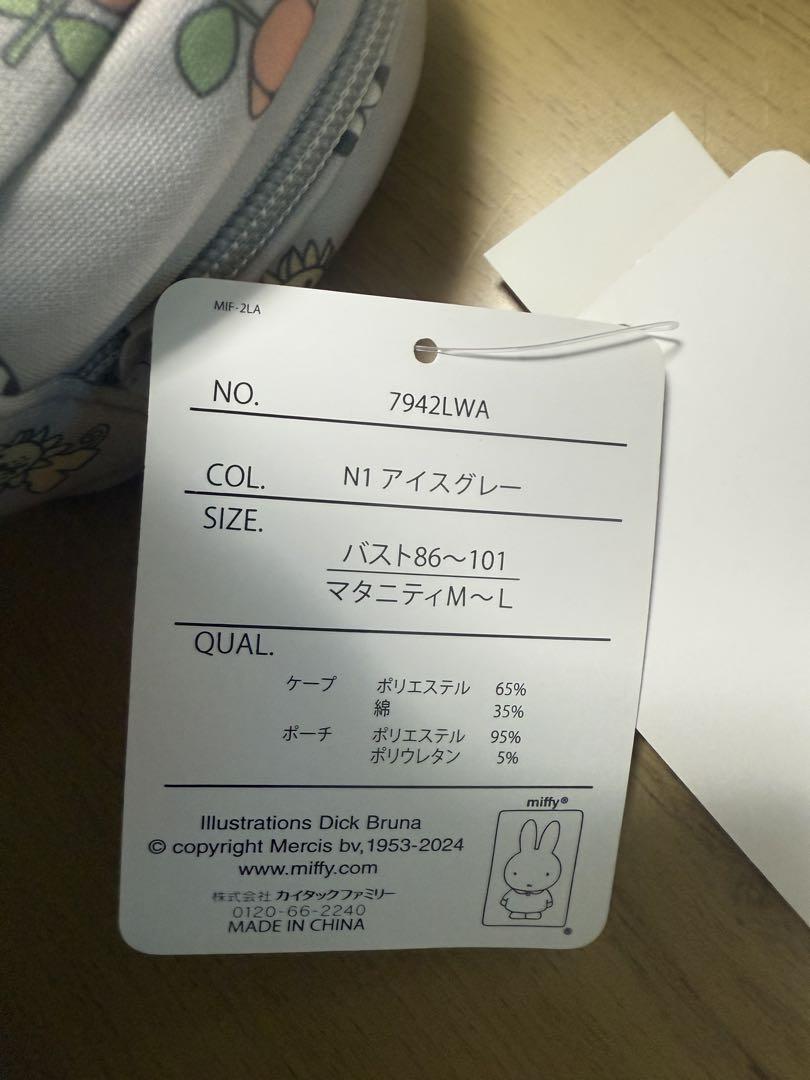 MIF-2LA
NO. 7942LWA
COL. N1 アイスグレー
SIZE.
バスト86～101
マタニティM～L
QUAL.
ケープ ポリエステル 65%
綿 35%
ポーチ ポリエステル 95%
ポリウレタン 5%
miffy®
Illustrations Dick Bruna
© copyright Mercis bv,1953-2024
www.miffy.com
株式会社 カイタックファミリー
0120-66-2240
MADE IN CHINA
®